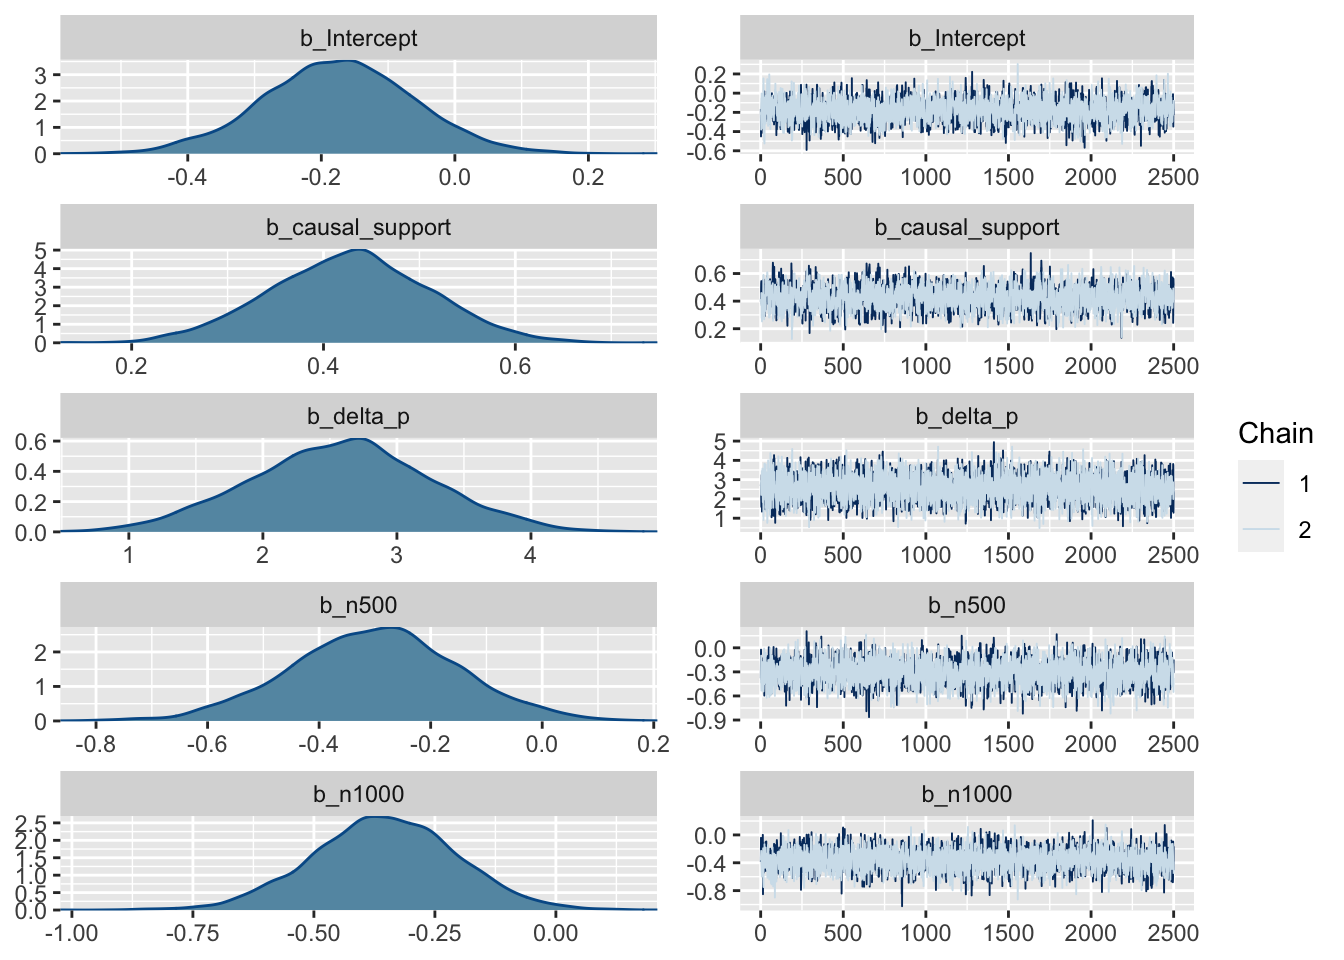 b_Intercept
3
2
1
0
-0.4 -0.2 0.0 0.2
b_Intercept
0.2
0.0
-0.2
-0.4
-0.6
0 500 1000 1500 2000 2500
b_causal_support
5
4
3
2
1
0
0.2 0.4 0.6
b_causal_support
0.6
0.4
0.2
0 500 1000 1500 2000 2500
b_delta_p
0.6
0.4
0.2
0.0
1 2 3 4
b_delta_p
5
4
3
2
1
0 500 1000 1500 2000 2500
b_n500
2
1
0
-0.8 -0.6 -0.4 -0.2 0.0 0.2
b_n500
0.0
-0.3
-0.6
-0.9
0 500 1000 1500 2000 2500
b_n1000
2.5
2.0
1.5
1.0
0.5
0.0
-1.00 -0.75 -0.50 -0.25 0.00
b_n1000
0.0
-0.4
-0.8
0 500 1000 1500 2000 2500
Chain
1
2